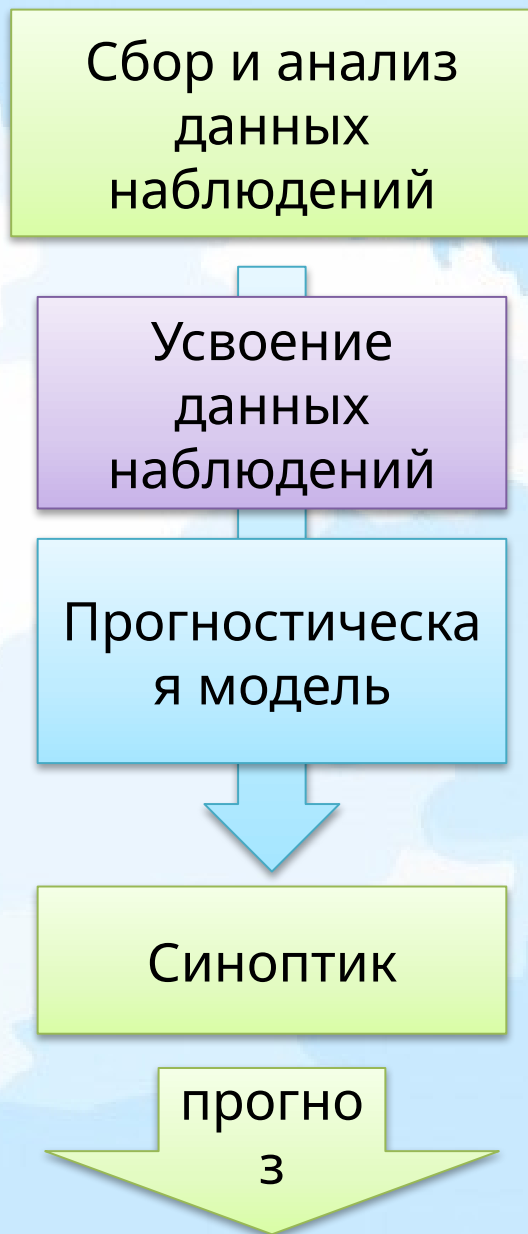 Сбор и анализ
данных
наблюдений
Усвоение
данных
наблюдений
Прогностическа
я модель
Синоптик
прогно
з